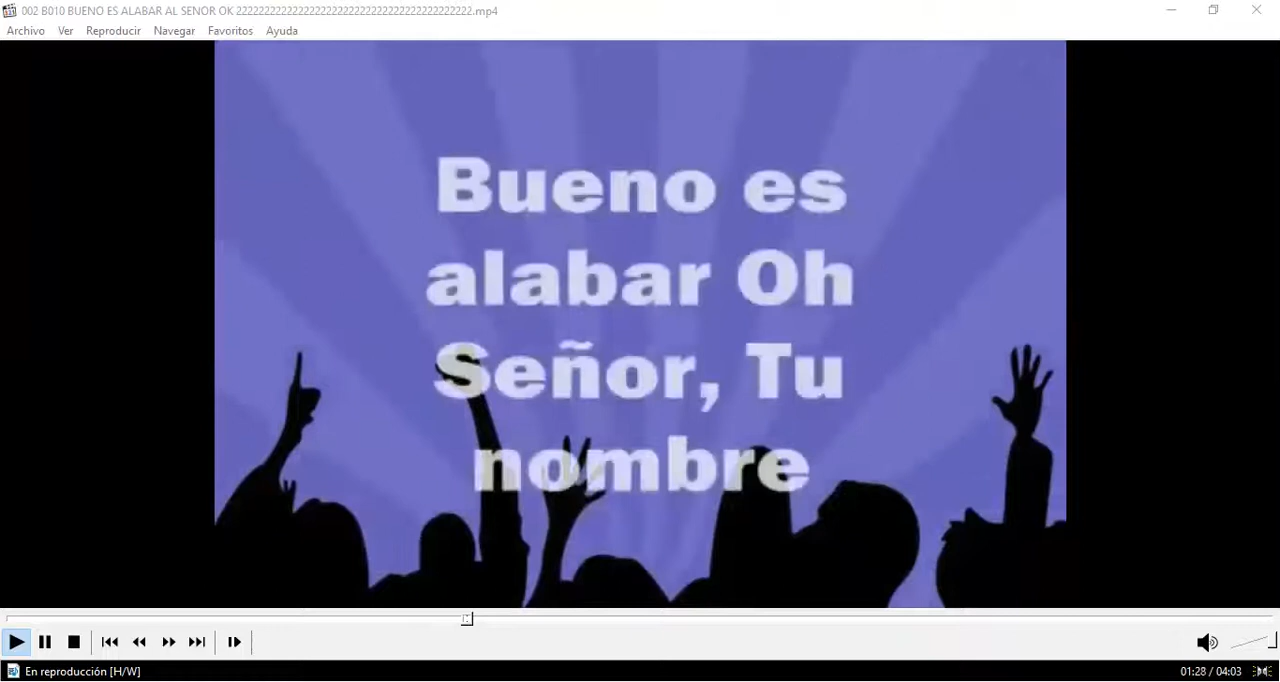 002 B010 BUENO ES ALABAR AL SENOR OK 22222222222222222222222222222222222222.mp4
Archivo Ver Reproducir Navegar Favoritos Ayuda
Bueno es
alabar Oh
Señor, Tu
nombre
En reproducción [H/W]
01:28 / 04:03